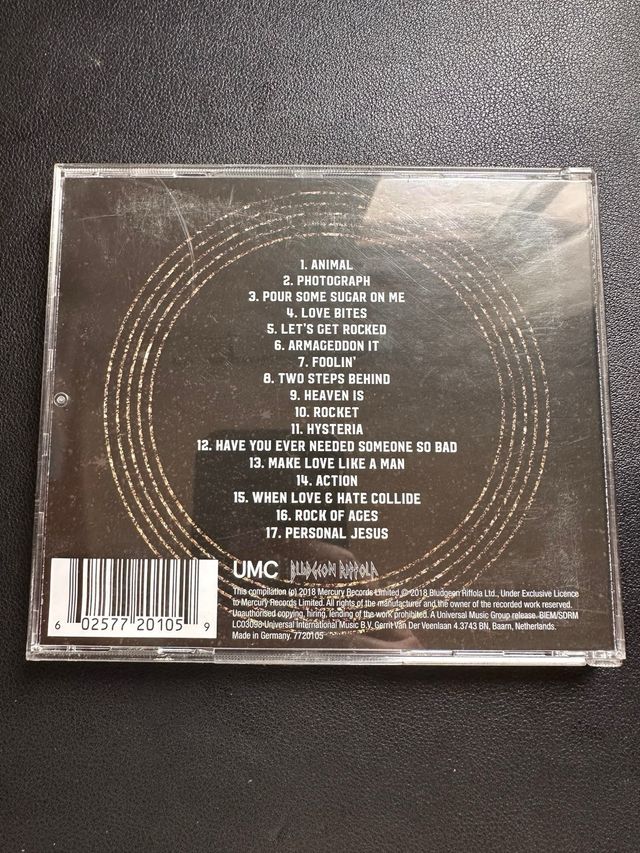 1. ANIMAL
2. PHOTOGRAPH
3. POUR SOME SUGAR ON ME
4. LOVE BITES
5. LET'S GET ROCKED
6. ARMAGEDDON IT
7. FOOLIN'
8. TWO STEPS BEHIND
9. HEAVEN IS
10. ROCKET
11. HYSTERIA
12. HAVE YOU EVER NEEDED SOMEONE SO BAD
13. MAKE LOVE LIKE A MAN
14. ACTION
15. WHEN LOVE & HATE COLLIDE
16. ROCK OF AGES
17. PERSONAL JESUS
UMC BLUDGEON RIFFOLA
This compilation (p) 2018 Mercury Records Limited © 2018 Bludgeon Riffola Ltd., Under Exclusive Licence
to Mercury Records Limited. All rights of the manufacturer and the owner of the recorded work reserved.
Unauthorised copying, hiring, lending of the work prohibited. A Universal Music Group release. BIEM/SDRM
LC03098 Universal International Music B.V. Gerrit Van Der Veenlaan 4.3743 BN, Baarn, Netherlands.
Made in Germany. 7720105
6 02577 20105 9